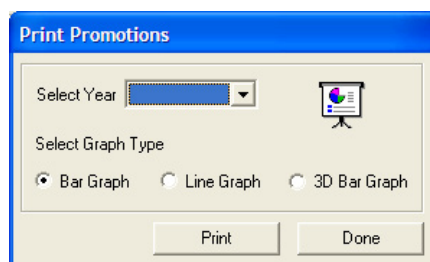 Print Promotions
Select Year
Select Graph Type
Bar Graph Line Graph 3D Bar Graph
Print Done